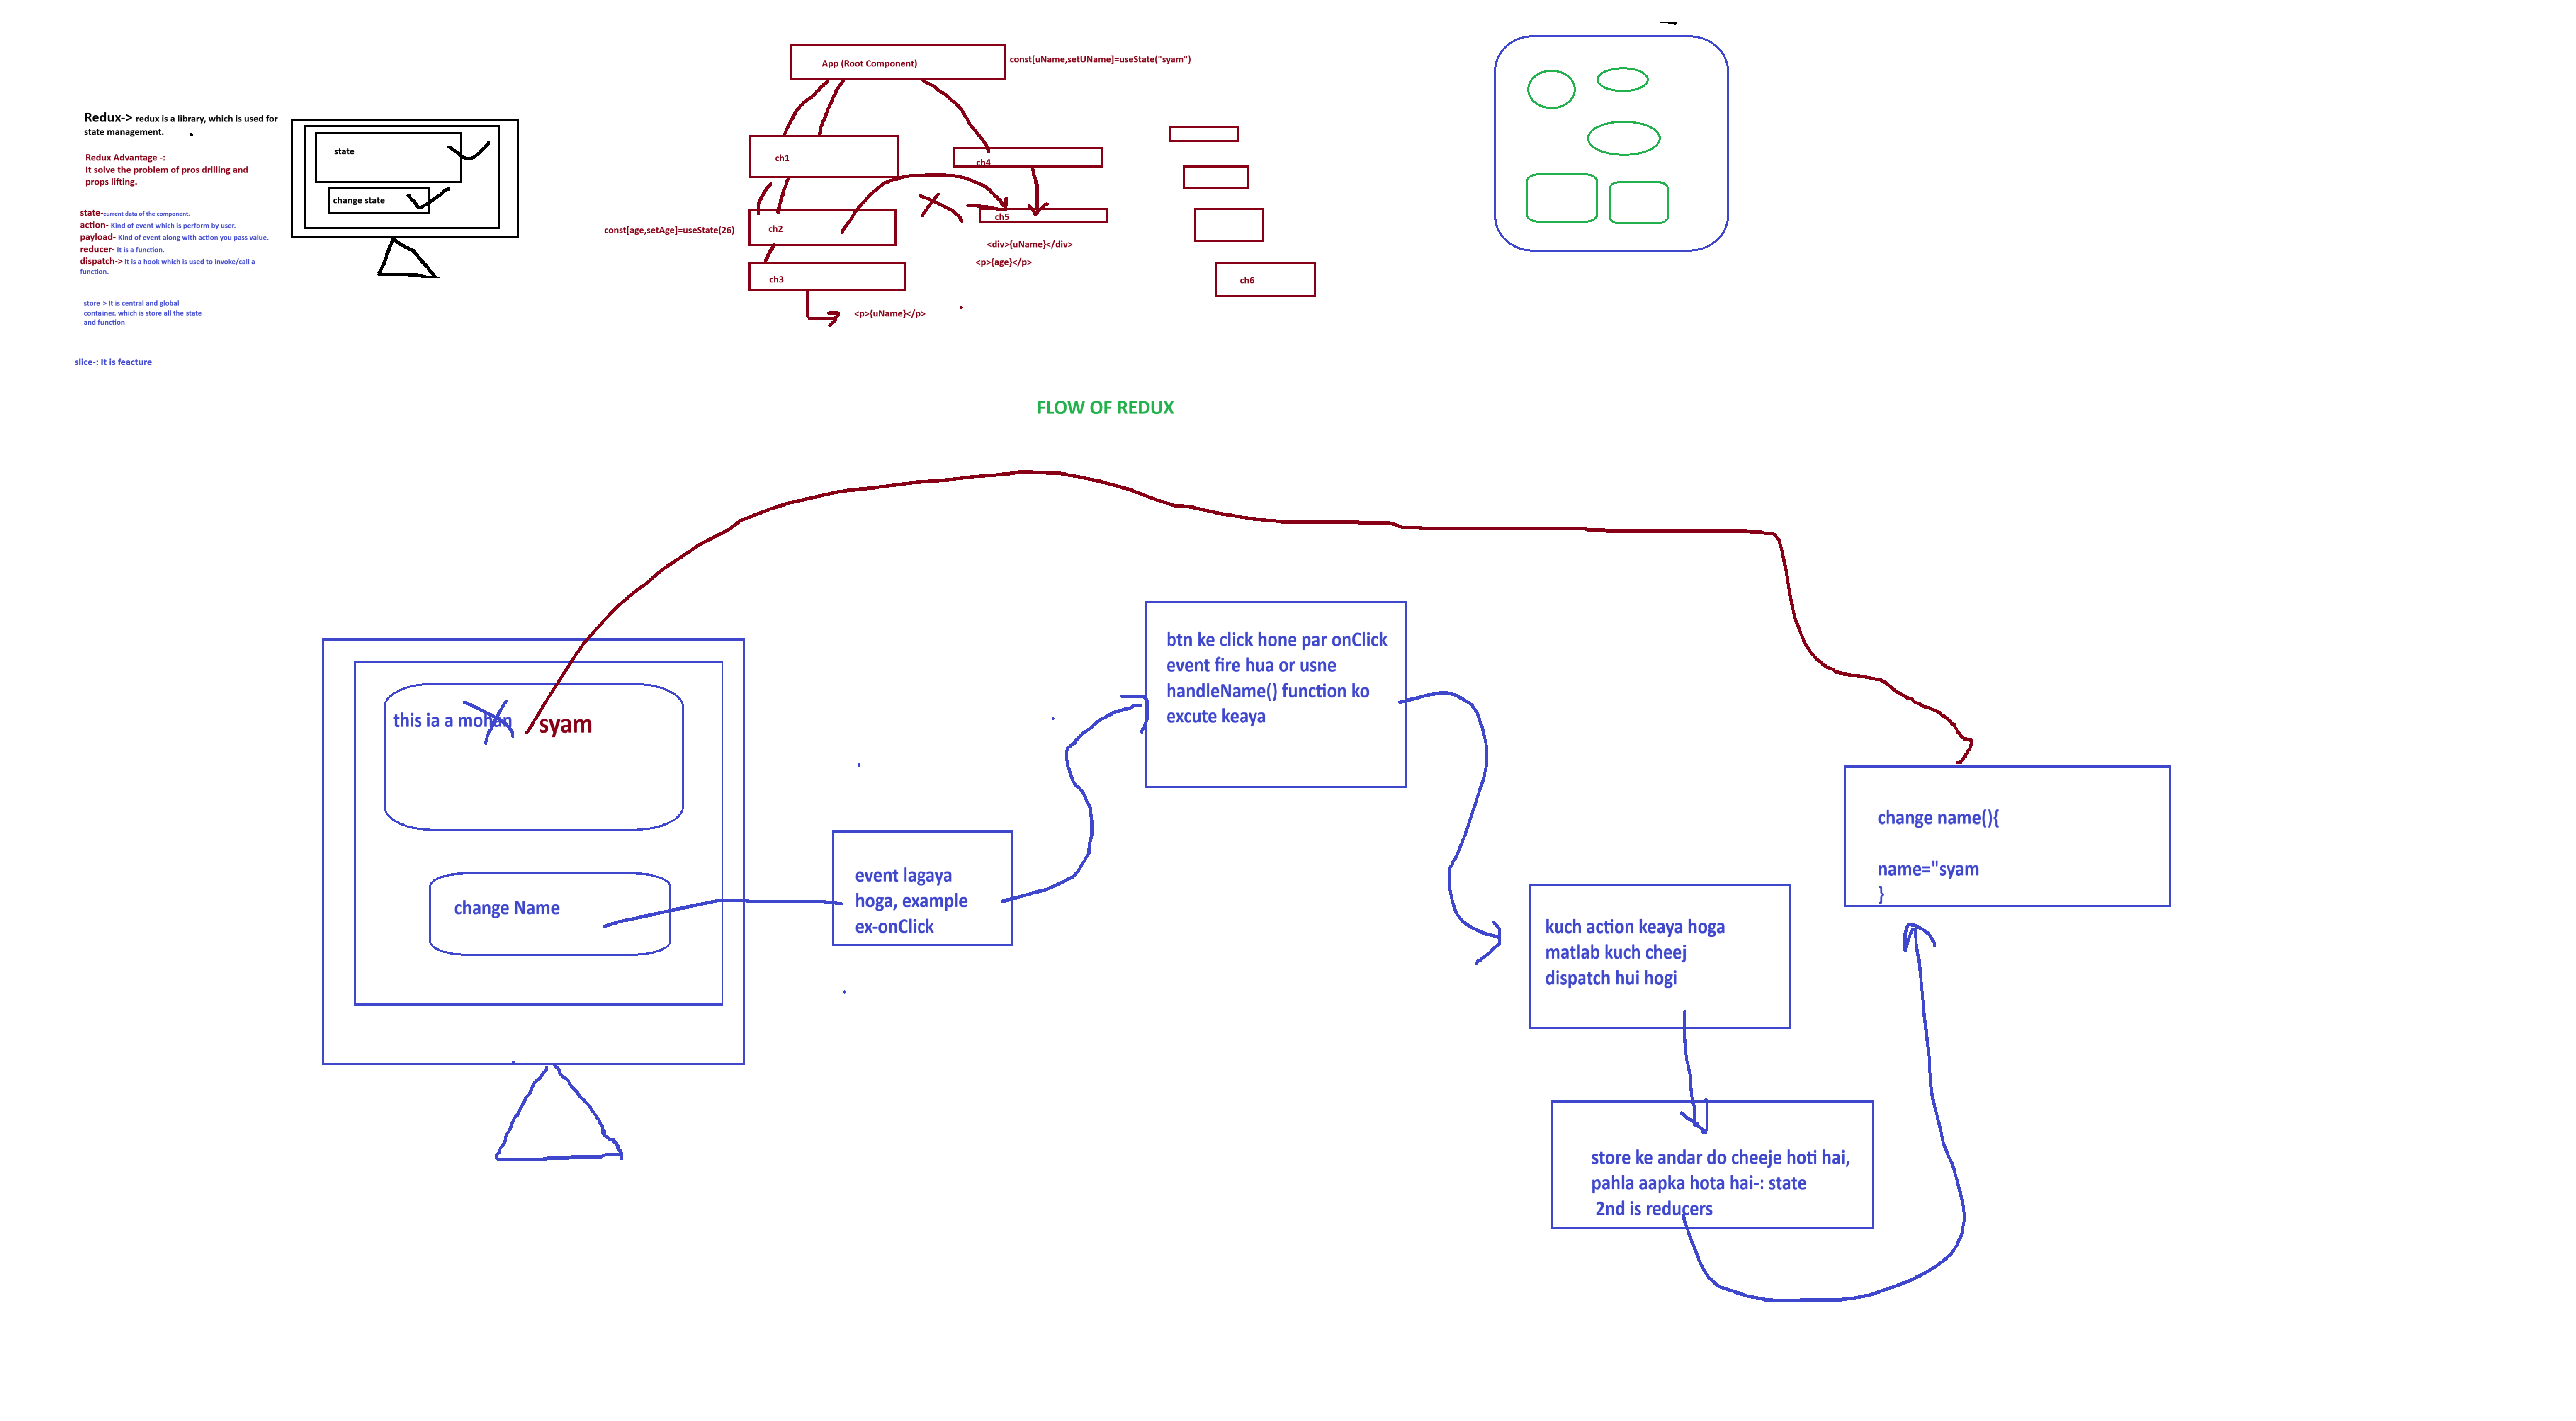 Redux-> redux is a library, which is used for
state management.
Redux Advantage -:
It solve the problem of pros drilling and
props lifting.
state-current data of the component.
action- Kind of event which is perform by user.
payload- Kind of event along with action you pass value.
reducer- It is a function.
dispatch-> It is a hook which is used to invoke/call a
function.
store-> It is central and global
container. which is store all the state
and function
slice-: It is feacture
state
change state
App (Root Component)
const[uName,setUName]=useState("syam")
ch1
ch4
const[age,setAge]=useState(26)
ch2
ch5
<div>{uName}</div>
<p>{age}</p>
ch3
<p>{uName}</p>
ch6
FLOW OF REDUX
this ia a mohan
syam
change Name
event lagaya
hoga, example
ex-onClick
btn ke click hone par onClick
event fire hua or usne
handleName() function ko
excute keaya
kuch action keaya hoga
matlab kuch cheej
dispatch hui hogi
store ke andar do cheeje hoti hai,
pahla aapka hota hai-: state
2nd is reducers
change name(){
name="syam
}